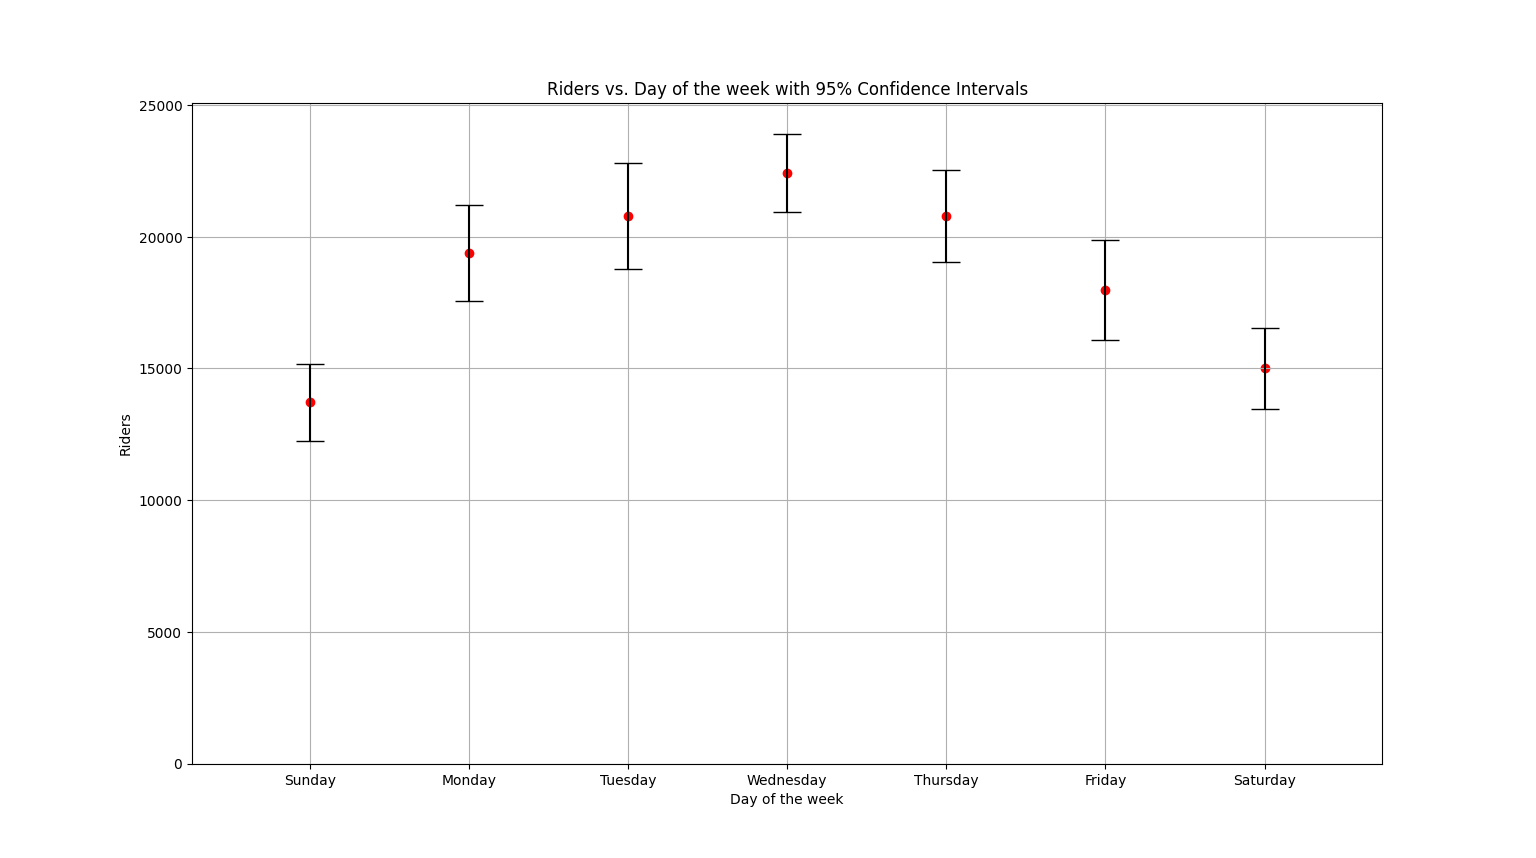 Riders vs. Day of the week with 95% Confidence Intervals
25000
20000
15000
10000
5000
0
Riders
Sunday Monday Tuesday Wednesday Thursday Friday Saturday
Day of the week